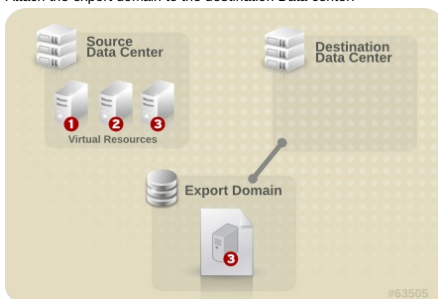 Attach the export domain to the destination Data center.
Source
Data Center
Destination
Data Center
1 2 3
Virtual Resources
Export Domain
3
#63505